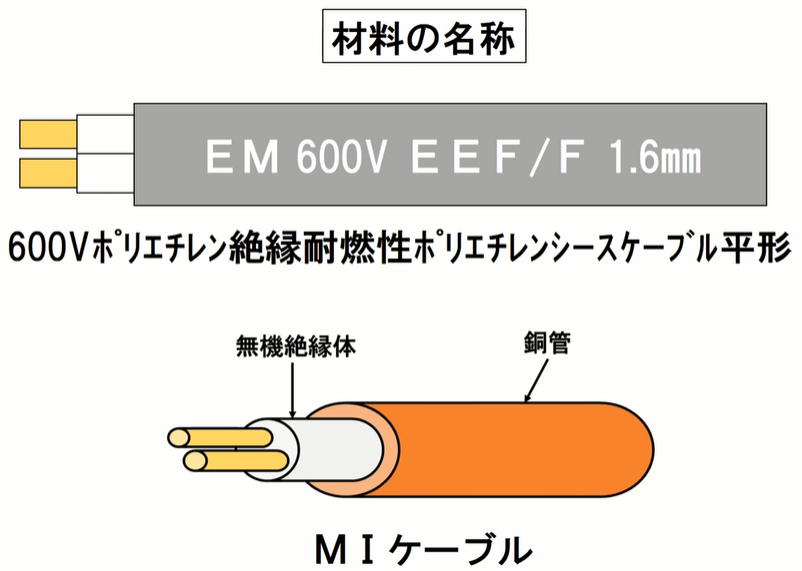 材料の名称
EM 600V EEF/F 1.6mm
600Vﾎﾟﾘｴﾁﾚﾝ絶縁耐燃性ﾎﾟﾘｴﾁﾚﾝｼｰｽｹｰﾌﾞﾙ平形
無機絶縁体 銅管
ＭＩケーブル